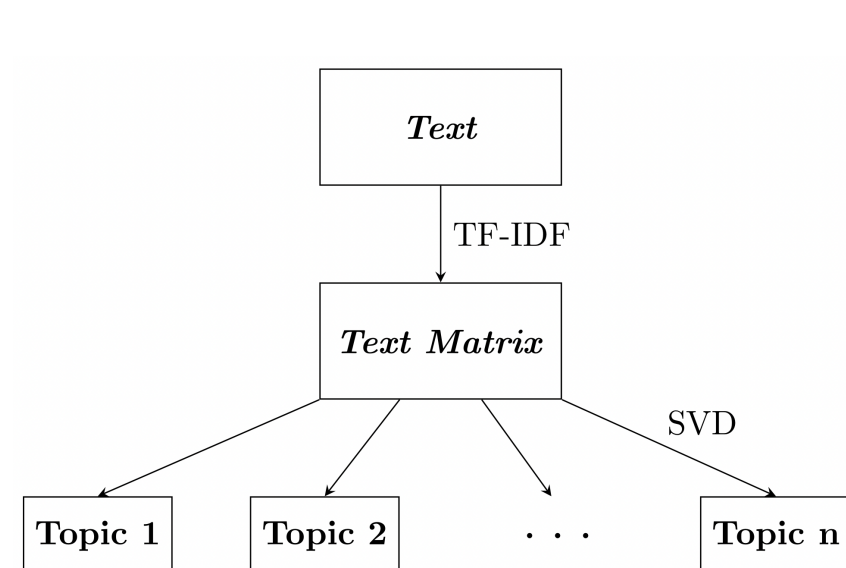 Text
TF-IDF
Text Matrix
SVD
Topic 1 Topic 2 . . . Topic n